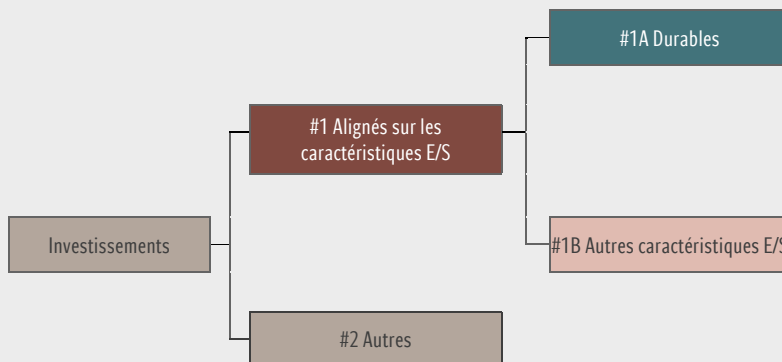 #1A Durables
#1 Alignés sur les
caractéristiques E/S
Investissements
#1B Autres caractéristiques E/S
#2 Autres